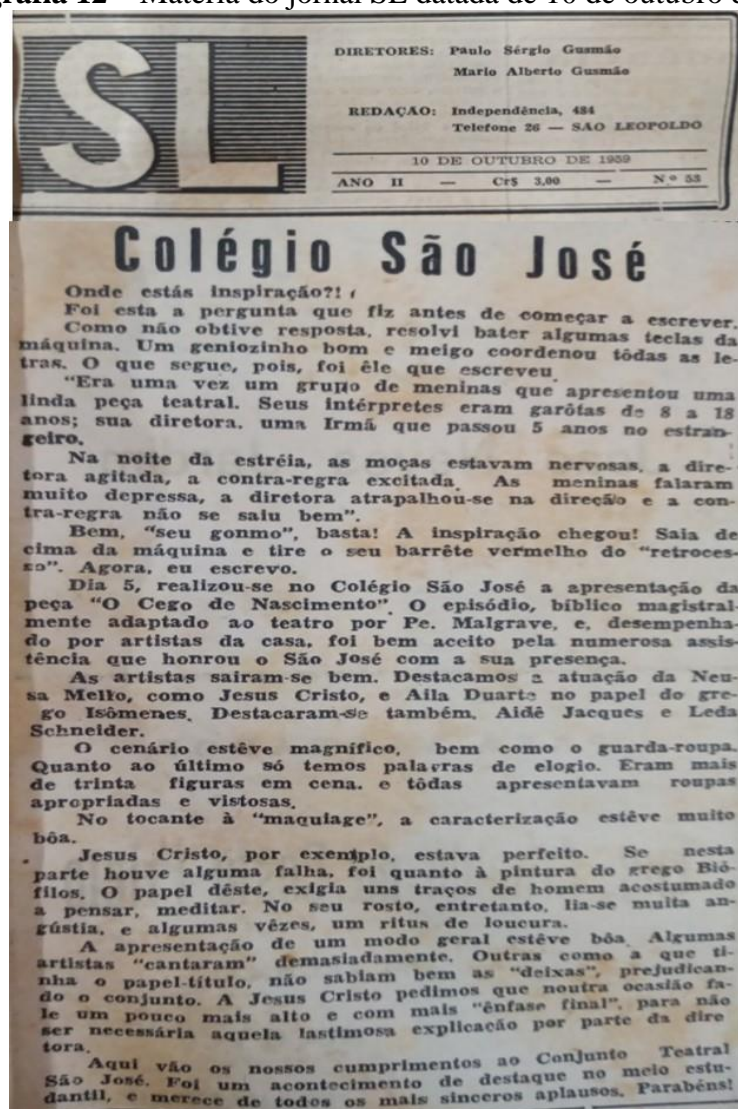 grafia 12 – Matéria do jornal SL datada de 10 de outubro
SL
DIRETORES: Paulo Sérgio Gusmão
Mario Alberto Gusmão
REDAÇÃO: Independência, 484
Telefone 26 — SÃO LEOPOLDO
10 DE OUTUBRO DE 1959
ANO II — Cr$ 3,00 — Nº 53
Colégio São José
Onde estás inspiração?!
Foi esta a pergunta que fiz antes de começar a escrever.
Como não obtive resposta, resolvi bater algumas teclas da
máquina. Um geniozinho bom e meigo coordenou tôdas as le-
tras. O que segue, pois, foi êle que escreveu
"Era uma vez um grupo de meninas que apresentou uma
linda peça teatral. Seus intérpretes eram garôtas de 8 a 18
anos; sua diretora. uma Irmã que passou 5 anos no estran-
geiro.
Na noite da estréia, as moças estavam nervosas, a dire-
tora agitada, a contra-regra excitada. As meninas falaram
muito depressa, a diretora atrapalhou-se na direção e a con-
tra-regra não se saiu bem".
Bem, "seu gonmo", basta! A inspiração chegou! Saia de
cima da máquina e tire o seu barrête vermelho do "retroces-
so". Agora, eu escrevo.
Dia 5, realizou-se no Colégio São José a apresentação da
peça "O Cego de Nascimento". O episódio, bíblico magistral-
mente adaptado ao teatro por Pe. Malgrave, e, desempenha-
do por artistas da casa, foi bem aceito pela numerosa assis-
tência que honrou o São José com a sua presença.
As artistas sairam-se bem. Destacamos a atuação da Neu-
sa Mello, como Jesus Cristo, e Aila Duarte no papel do gre-
go Isômenes. Destacaram-se também, Aidê Jacques e Leda
Schneider.
O cenário estêve magnífico, bem como o guarda-roupa.
Quanto ao último só temos palavras de elogio. Eram mais
de trinta figuras em cena. e tôdas apresentavam roupas
apropriadas e vistosas.
No tocante à "maquiage", a caracterização estêve muito
bôa.
Jesus Cristo, por exemplo, estava perfeito. Se nesta
parte houve alguma falha, foi quanto à pintura do grego Bió-
filos. O papel dêste, exigia uns traços de homem acostumado
a pensar, meditar. No seu rosto, entretanto, lia-se muita an-
gústia, e algumas vêzes, um ritus de loucura.
A apresentação de um modo geral estêve bôa. Algumas
artistas "cantaram" demasiadamente. Outras como a que ti-
nha o papel-título, não sabiam bem as "deixas", prejudican-
do o conjunto. A Jesus Cristo pedimos que noutra ocasião fa-
le um pouco mais alto e com mais "ênfase final", para não
ser necessária aquela lastimosa explicação por parte da dire
tora.
Aqui vão os nossos cumprimentos ao Conjunto Teatral
São José. Foi um acontecimento de destaque no meio estu-
dantil, e merece de todos os mais sinceros aplausos. Parabéns!